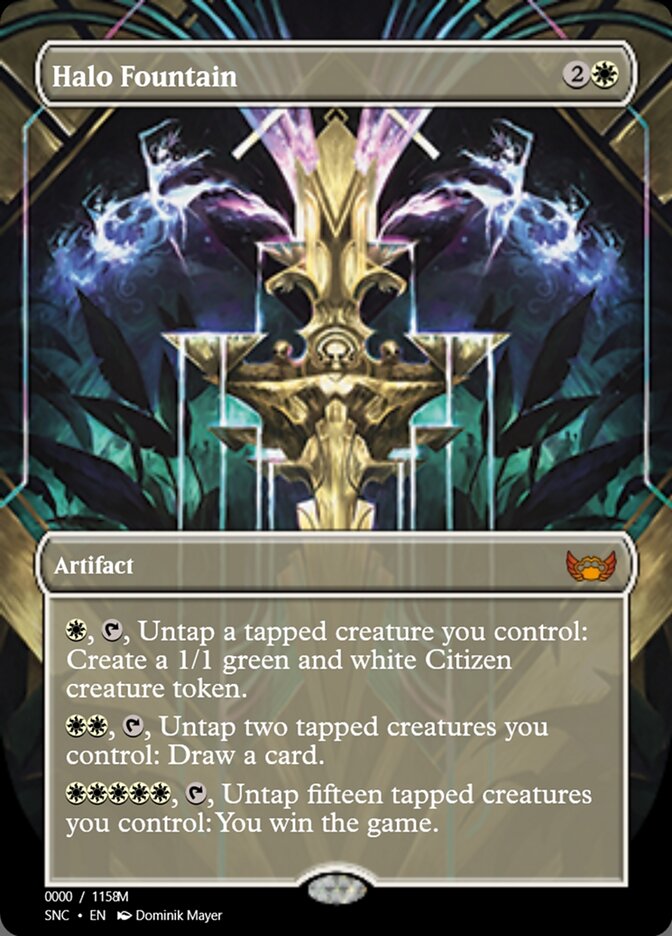 Halo Fountain 2
Artifact
, , Untap a tapped creature you control:
Create a 1/1 green and white Citizen
creature token.
, , Untap two tapped creatures you
control: Draw a card.
, , Untap fifteen tapped creatures
you control: You win the game.
0000 / 1158M
SNC • EN Dominik Mayer